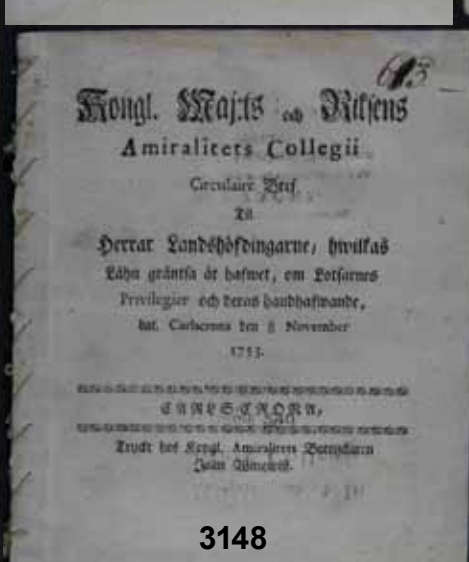 613
Kongl. Maj:ts och Riksens
Amiralitets Collegii
Circulaire Bref
Til
Herrar Landshöfdingarne, hwilkas
Lähn gräntsa åt hafwet, om Lotsarnes
Privilegier och deras handhafwande,
dat. Carlscrona den 8 November
1753.
CARLSCRONA,
Tryckt hos Kongl. Amiralitets Boktryckaren
3148